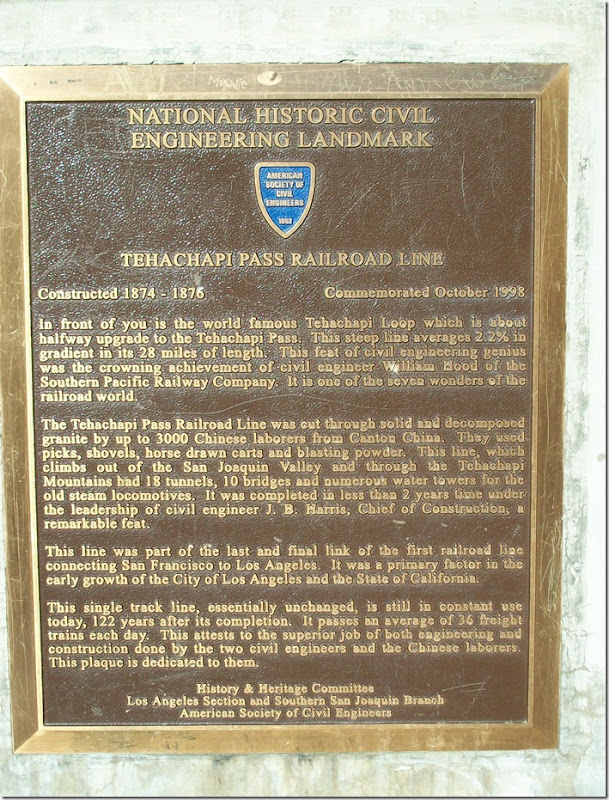 NATIONAL HISTORIC CIVIL
ENGINEERING LANDMARK
AMERICAN
SOCIETY OF
CIVIL
ENGINEERS
1852
TEHACHAPI PASS RAILROAD LINE
Constructed 1874 - 1876 Commemorated October 1998
In front of you is the world famous Tehachapi Loop which is about
halfway upgrade to the Tehachapi Pass. This steep line averages 2.2% in
gradient in its 28 miles of length. This feat of civil engineering genius
was the crowning achievement of civil engineer William Hood of the
Southern Pacific Railway Company. It is one of the seven wonders of the
railroad world.
The Tehachapi Pass Railroad Line was cut through solid and decomposed
granite by up to 3000 Chinese laborers from Canton China. They used
picks, shovels, horse drawn carts and blasting powder. This line, which
climbs out of the San Joaquin Valley and through the Tehachapi
Mountains had 18 tunnels, 10 bridges and numerous water towers for the
old steam locomotives. It was completed in less than 2 years time under
the leadership of civil engineer J. B. Harris, Chief of Construction, a
remarkable feat.
This line was part of the last and final link of the first railroad line
connecting San Francisco to Los Angeles. It was a primary factor in the
early growth of the City of Los Angeles and the State of California.
This single track line, essentially unchanged, is still in constant use
today, 122 years after its completion. It passes an average of 36 freight
trains each day. This attests to the superior job of both engineering and
construction done by the two civil engineers and the Chinese laborers.
This plaque is dedicated to them.
History & Heritage Committee
Los Angeles Section and Southern San Joaquin Branch
American Society of Civil Engineers